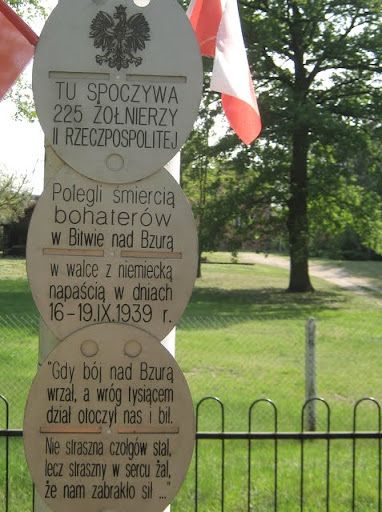 TU SPOCZYWA
225 ŻOŁNIERZY
II RZECZPOSPOLITEJ
Polegli śmiercią
bohaterów
w Bitwie nad Bzurą
w walce z niemiecką
napaścią w dniach
16-19.IX.1939 r.
"Gdy bój nad Bzurą
wrzał, a wróg tysiącem
dział otoczył nas i bił.
Nie straszna czołgów stal,
lecz straszny w sercu żal,
że nam zabrakło sił ..."